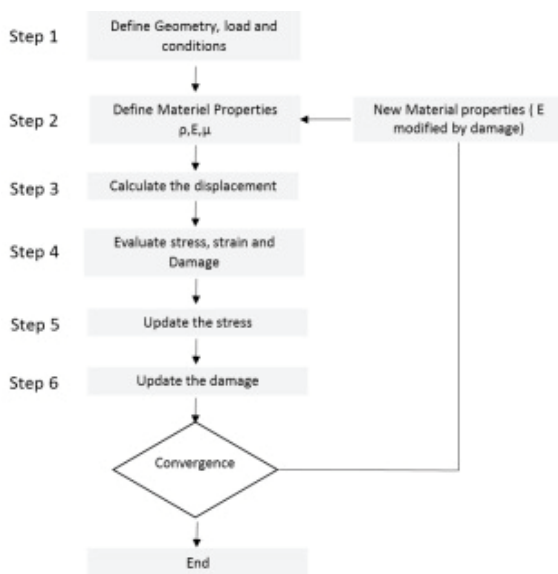 Step 1
Define Geometry, load and
conditions
Step 2
Define Materiel Properties
ρ,E,μ
New Material properties ( E
modified by damage)
Step 3
Calculate the displacement
Step 4
Evaluate stress, strain and
Damage
Step 5
Update the stress
Step 6
Update the damage
Convergence
End